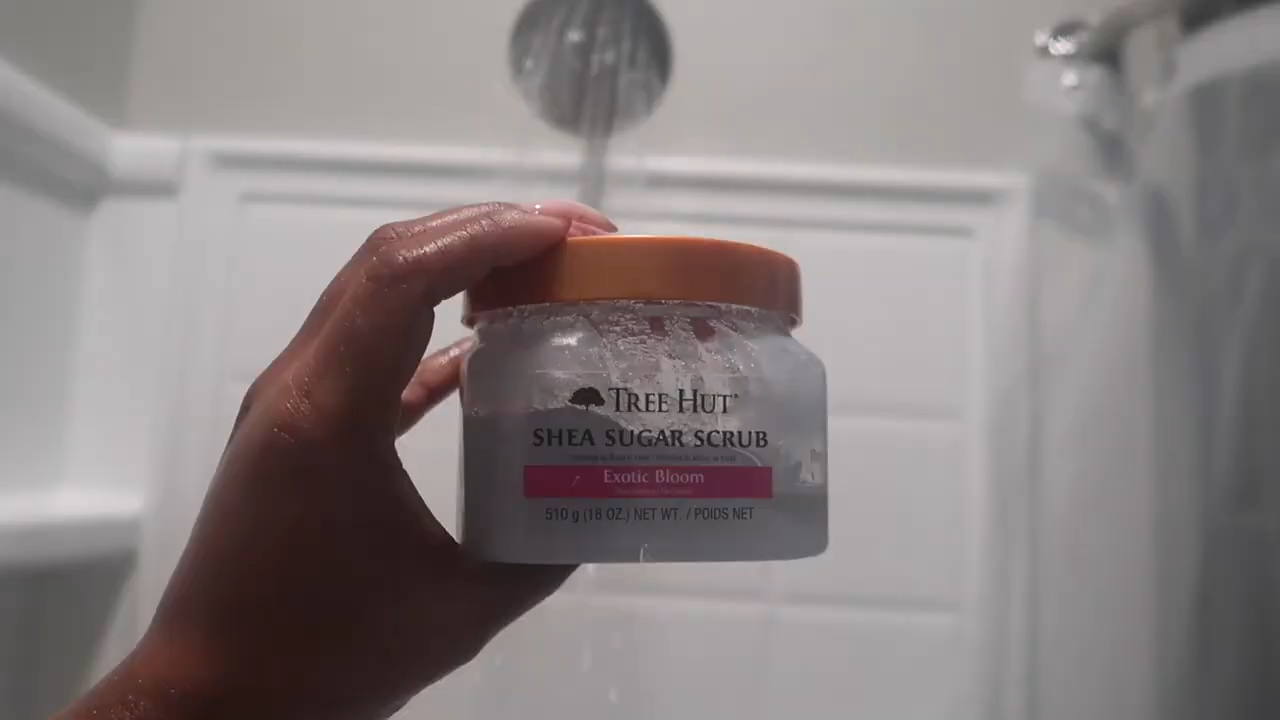 TREE HUT
SHEA SUGAR SCRUB
Exotic Bloom
510 g (18 OZ.) NET WT. / POIDS NET